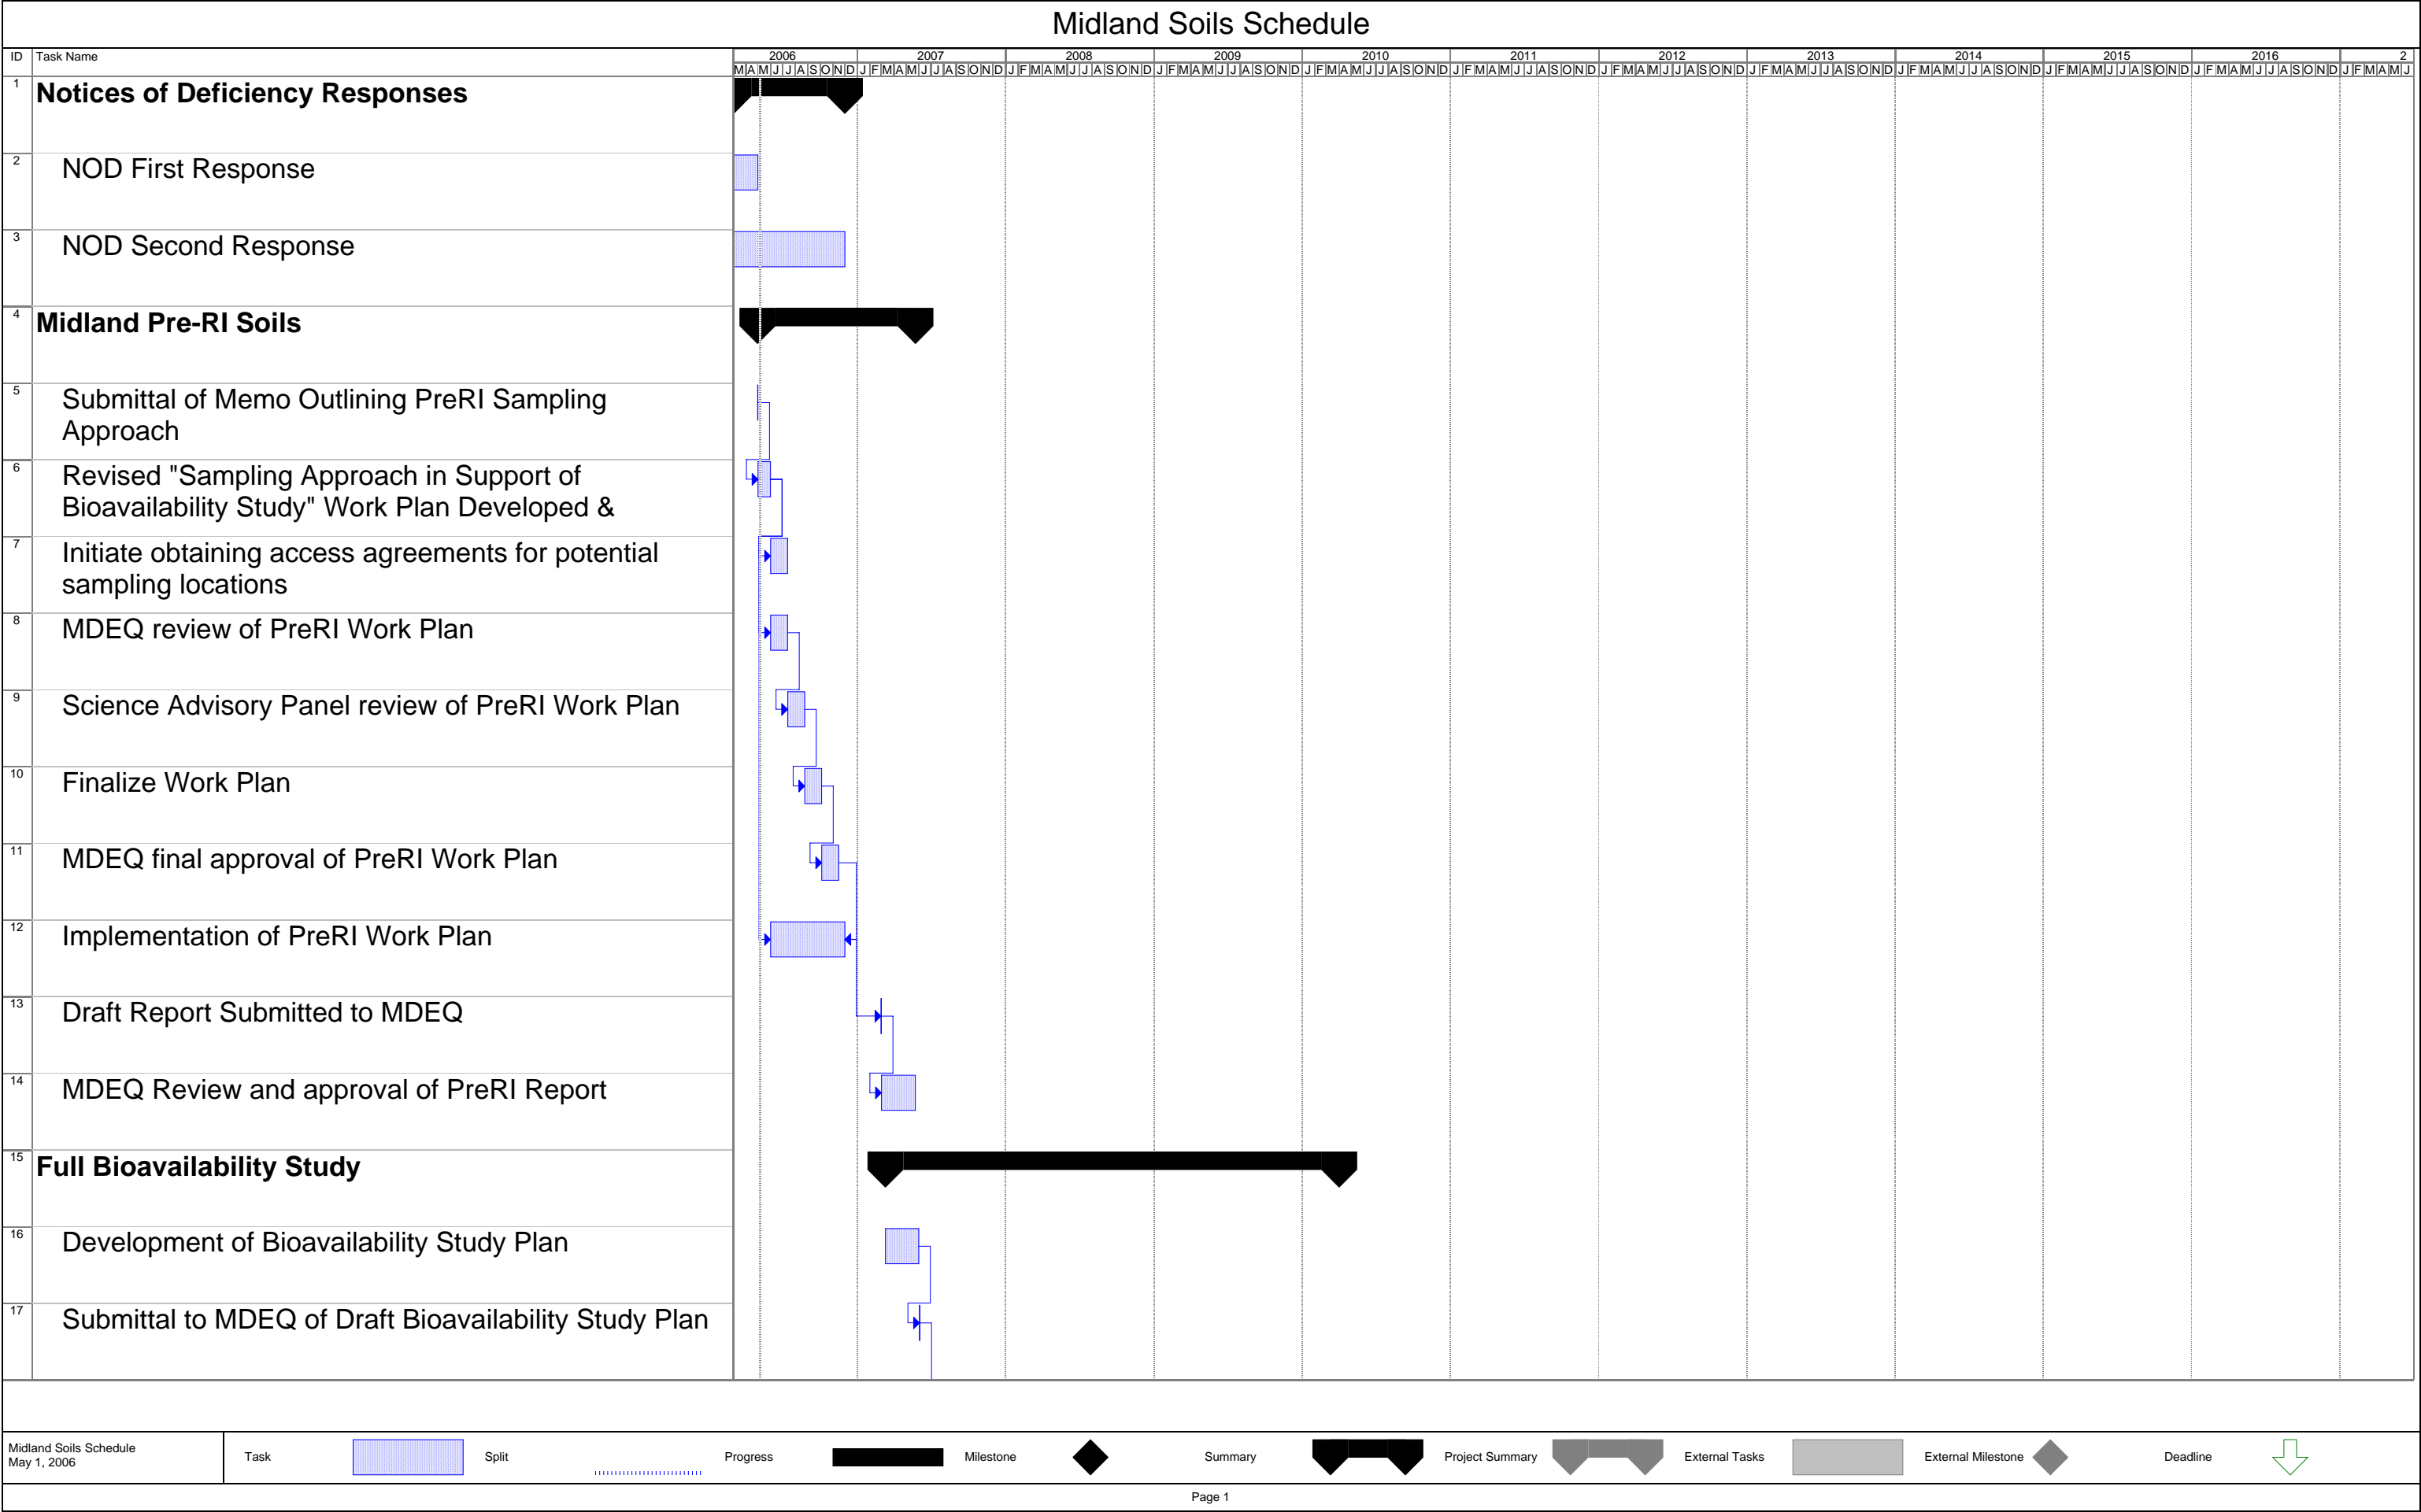 Midland Soils Schedule
ID Task Name 2006 2007 2008 2009 2010 2011 2012 2013 2014 2015 2016 2
M A M J J A S O N D J F M A M J J A S O N D J F M A M J J A S O N D J F M A M J J A S O N D J F M A M J J A S O N D J F M A M J J A S O N D J F M A M J J A S O N D J F M A M J J A S O N D J F M A M J J A S O N D J F M A M J J A S O N D J F M A M J J A S O N D J F M A M J
1 Notices of Deficiency Responses
2 NOD First Response
3 NOD Second Response
4 Midland Pre-RI Soils
5 Submittal of Memo Outlining PreRI Sampling
Approach
6 Revised "Sampling Approach in Support of
Bioavailability Study" Work Plan Developed &
7 Initiate obtaining access agreements for potential
sampling locations
8 MDEQ review of PreRI Work Plan
9 Science Advisory Panel review of PreRI Work Plan
10 Finalize Work Plan
11 MDEQ final approval of PreRI Work Plan
12 Implementation of PreRI Work Plan
13 Draft Report Submitted to MDEQ
14 MDEQ Review and approval of PreRI Report
15 Full Bioavailability Study
16 Development of Bioavailability Study Plan
17 Submittal to MDEQ of Draft Bioavailability Study Plan
Midland Soils Schedule
May 1, 2006
Task Split Progress Milestone Summary Project Summary External Tasks External Milestone Deadline
Page 1